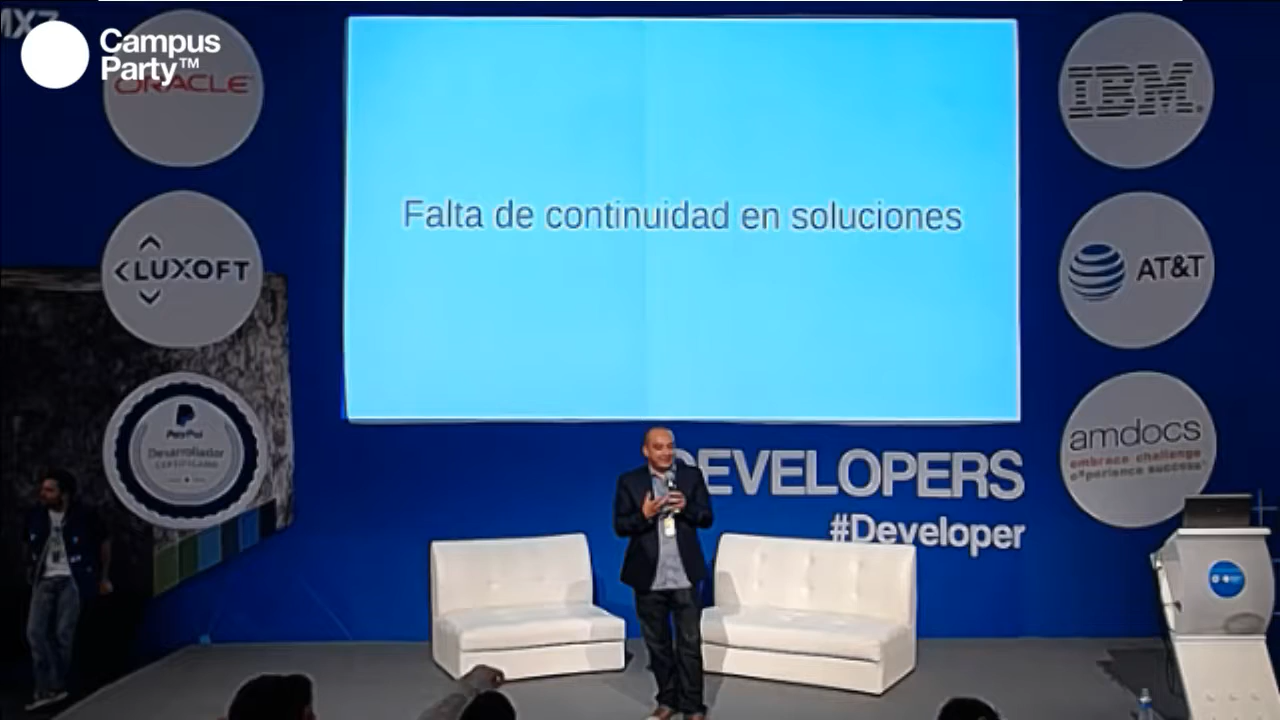 Campus
Party™
ORACLE
IBM
Falta de continuidad en soluciones
LUXOFT
AT&T
PayPal
Desarrollador
CERTIFICADO
amdocs
embrace challenge
experience success
DEVELOPERS
#Developer